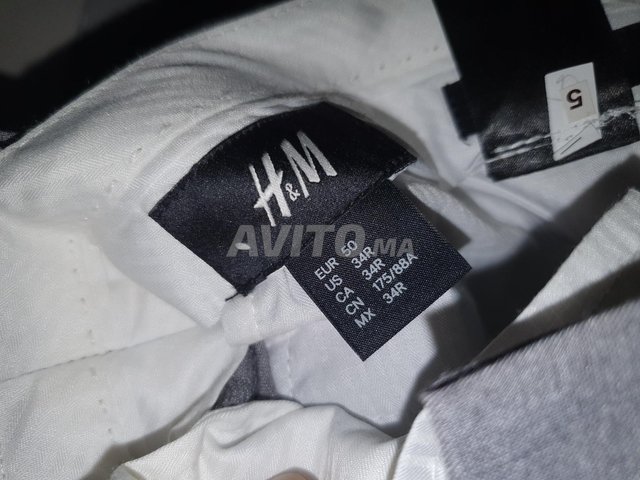 H&M
AVITO.MA
EUR 50
US 34R
CA 34R
CN 175/88A
MX 34R
5